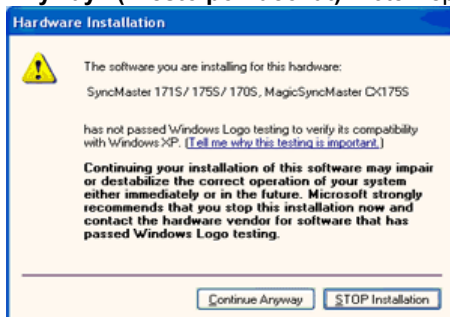 Hardware Installation
The software you are installing for this hardware:
SyncMaster 171S/ 175S/ 170S, MagicSyncMaster CX175S
has not passed Windows Logo testing to verify its compatibility
with Windows XP. (Tell me why this testing is important.)
Continuing your installation of this software may impair
or destabilize the correct operation of your system
either immediately or in the future. Microsoft strongly
recommends that you stop this installation now and
contact the hardware vendor for software that has
passed Windows Logo testing.
Continue Anyway STOP Installation